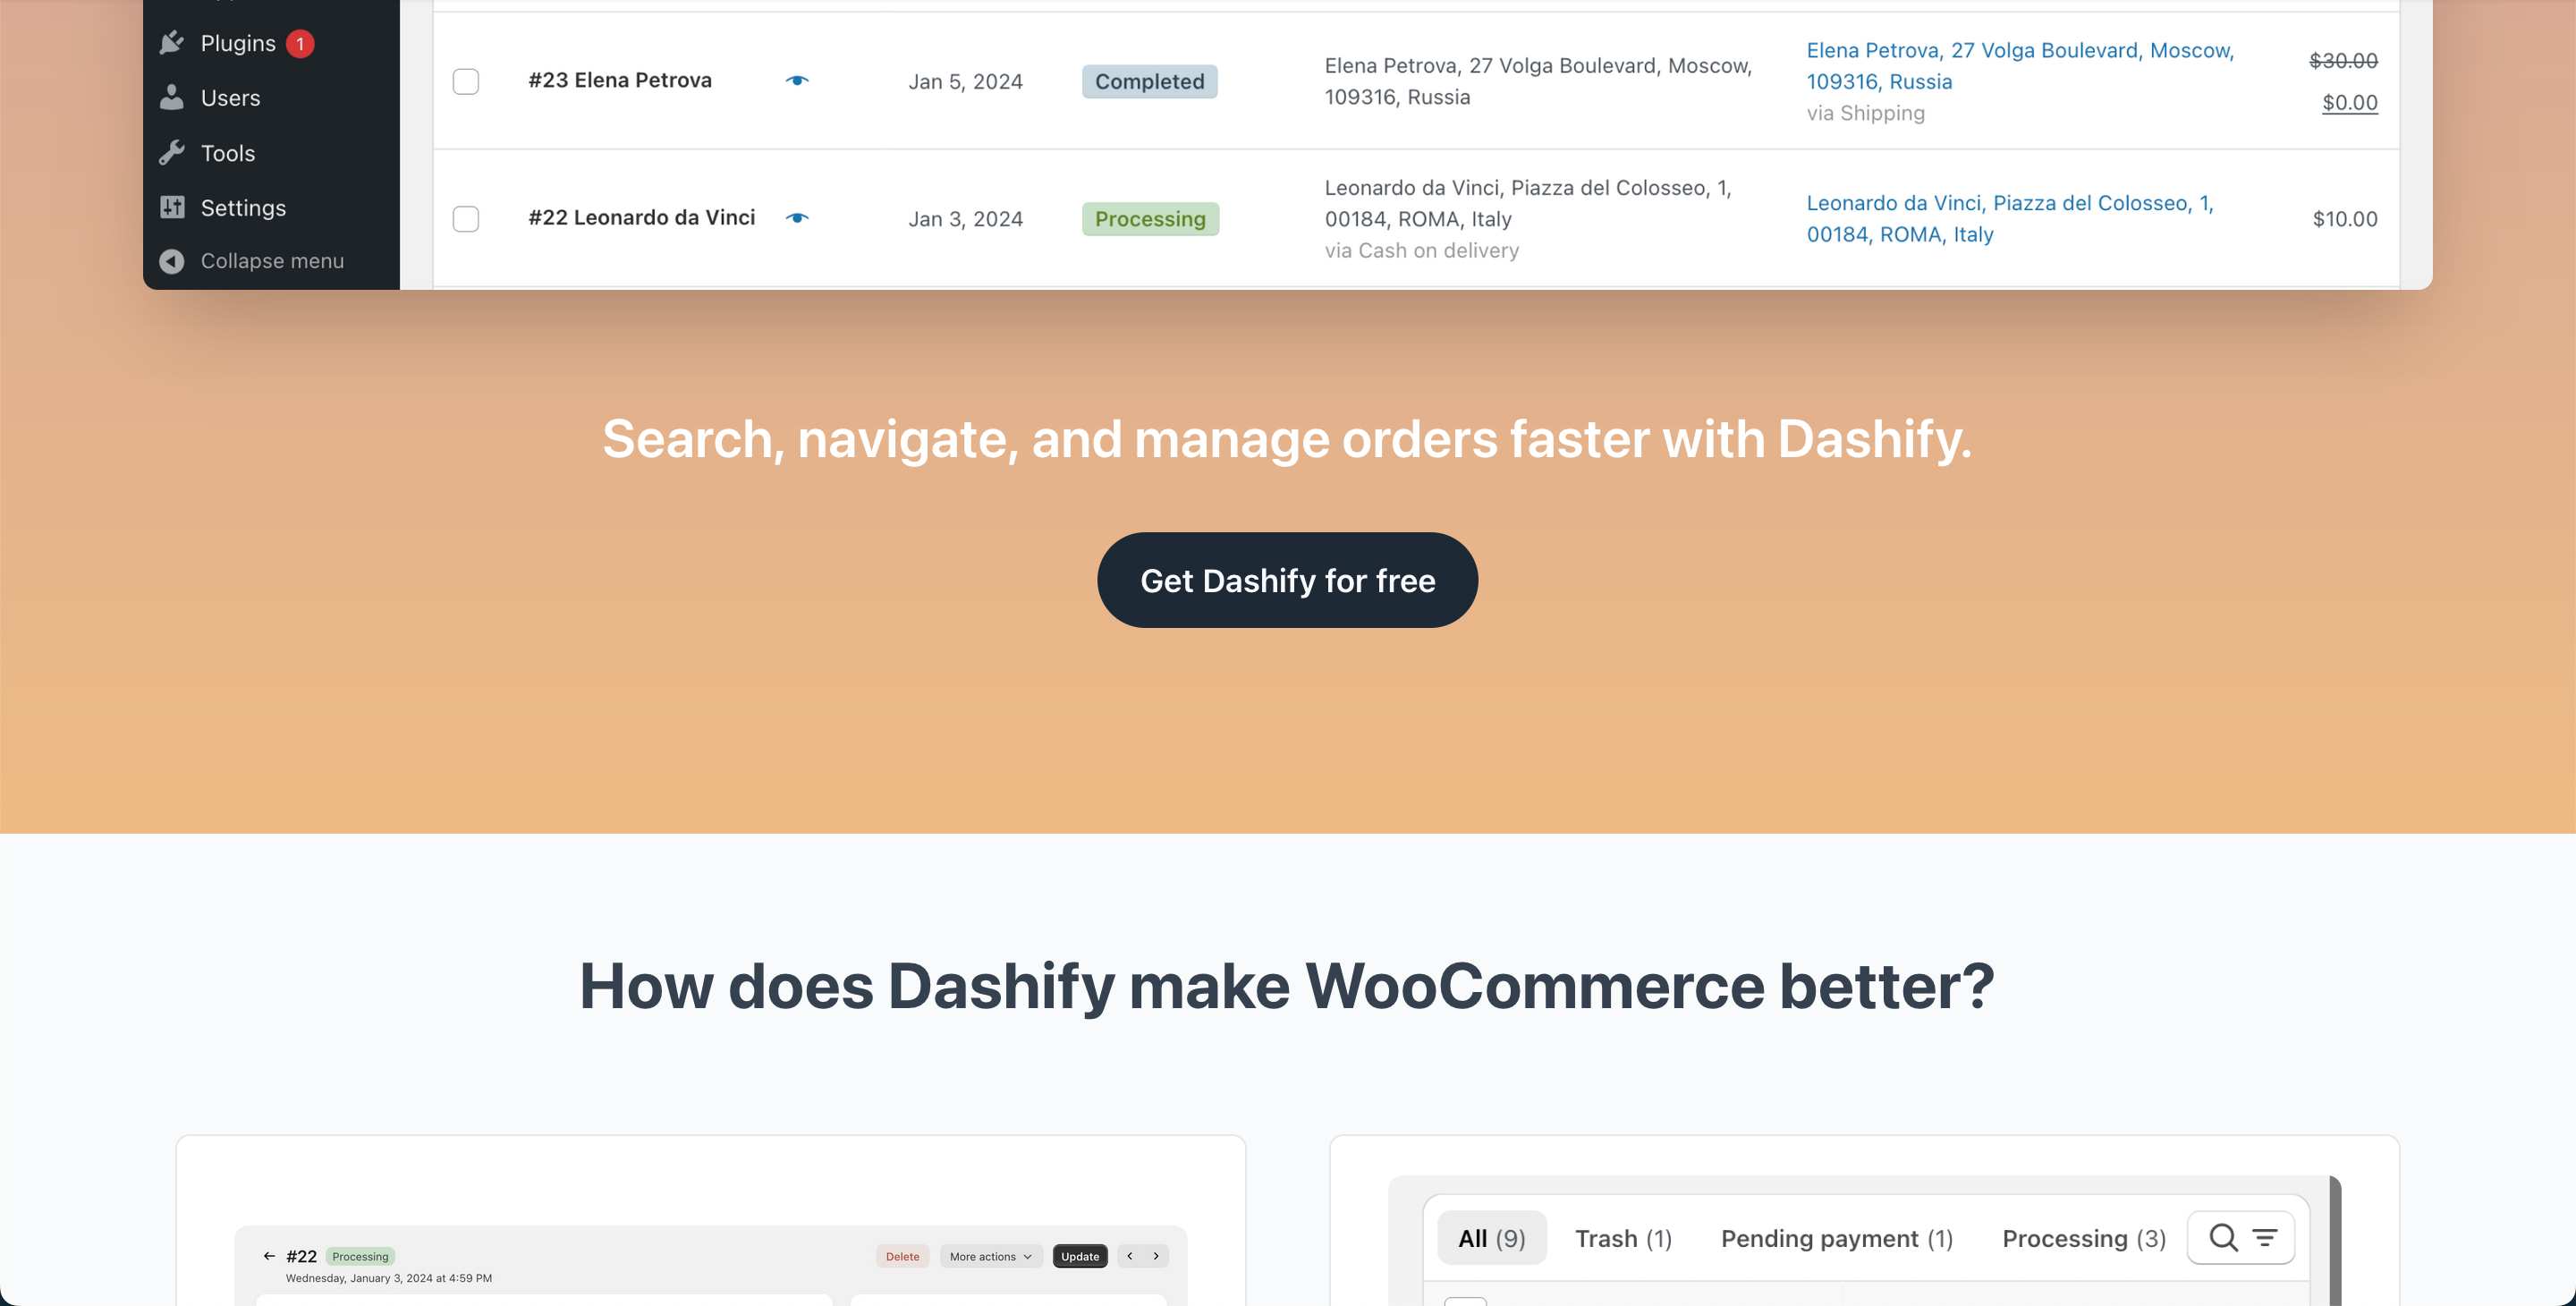 Plugins 1
Users
Tools
Settings
Collapse menu
#23 Elena Petrova
Jan 5, 2024
Completed
Elena Petrova, 27 Volga Boulevard, Moscow,
109316, Russia
Elena Petrova, 27 Volga Boulevard, Moscow,
109316, Russia
via Shipping
$30.00
$0.00
#22 Leonardo da Vinci
Jan 3, 2024
Processing
Leonardo da Vinci, Piazza del Colosseo, 1,
00184, ROMA, Italy
via Cash on delivery
Leonardo da Vinci, Piazza del Colosseo, 1,
00184, ROMA, Italy
$10.00
Search, navigate, and manage orders faster with Dashify.
Get Dashify for free
How does Dashify make WooCommerce better?
#22 Processing
Wednesday, January 3, 2024 at 4:59 PM
Delete
More actions
Update
All (9)
Trash (1)
Pending payment (1)
Processing (3)